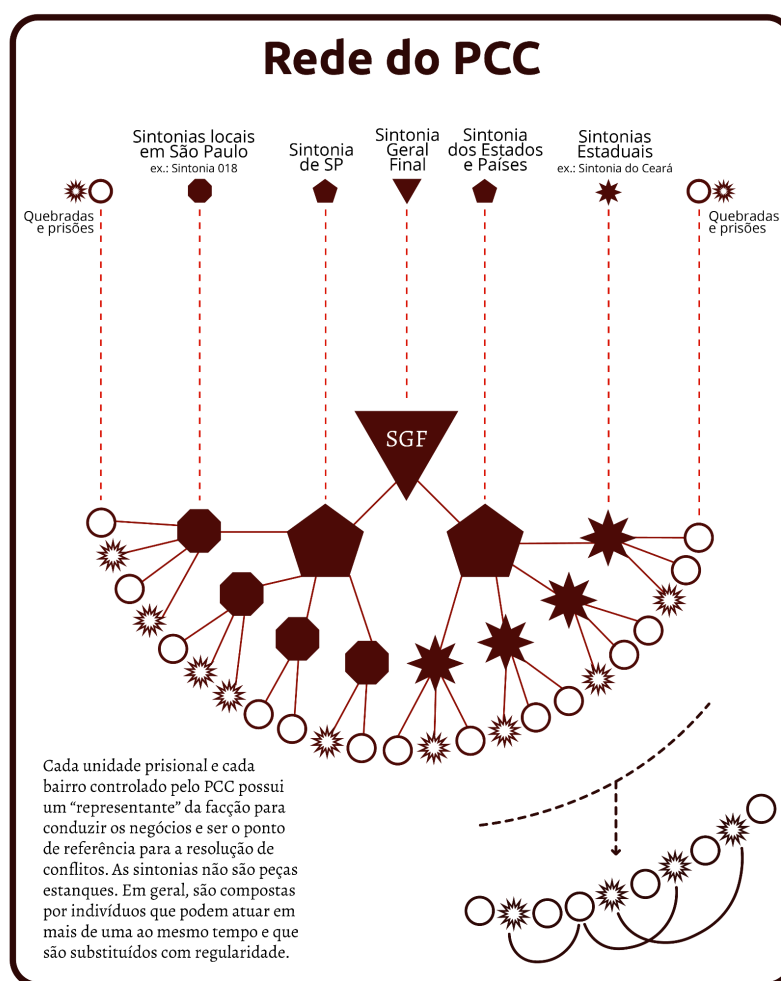 Rede do PCC
Quebradas
e prisões
Sintonias locais
em São Paulo
ex.: Sintonia 018
Sintonia
de SP
Sintonia
Geral
Final
Sintonia
dos Estados
e Países
Sintonias
Estaduais
ex.: Sintonia do Ceará
Quebradas
e prisões
SGF
Cada unidade prisional e cada
bairro controlado pelo PCC possui
um “representante” da facção para
conduzir os negócios e ser o ponto
de referência para a resolução de
conflitos. As sintonias não são peças
estanques. Em geral, são compostas
por indivíduos que podem atuar em
mais de uma ao mesmo tempo e que
são substituídos com regularidade.